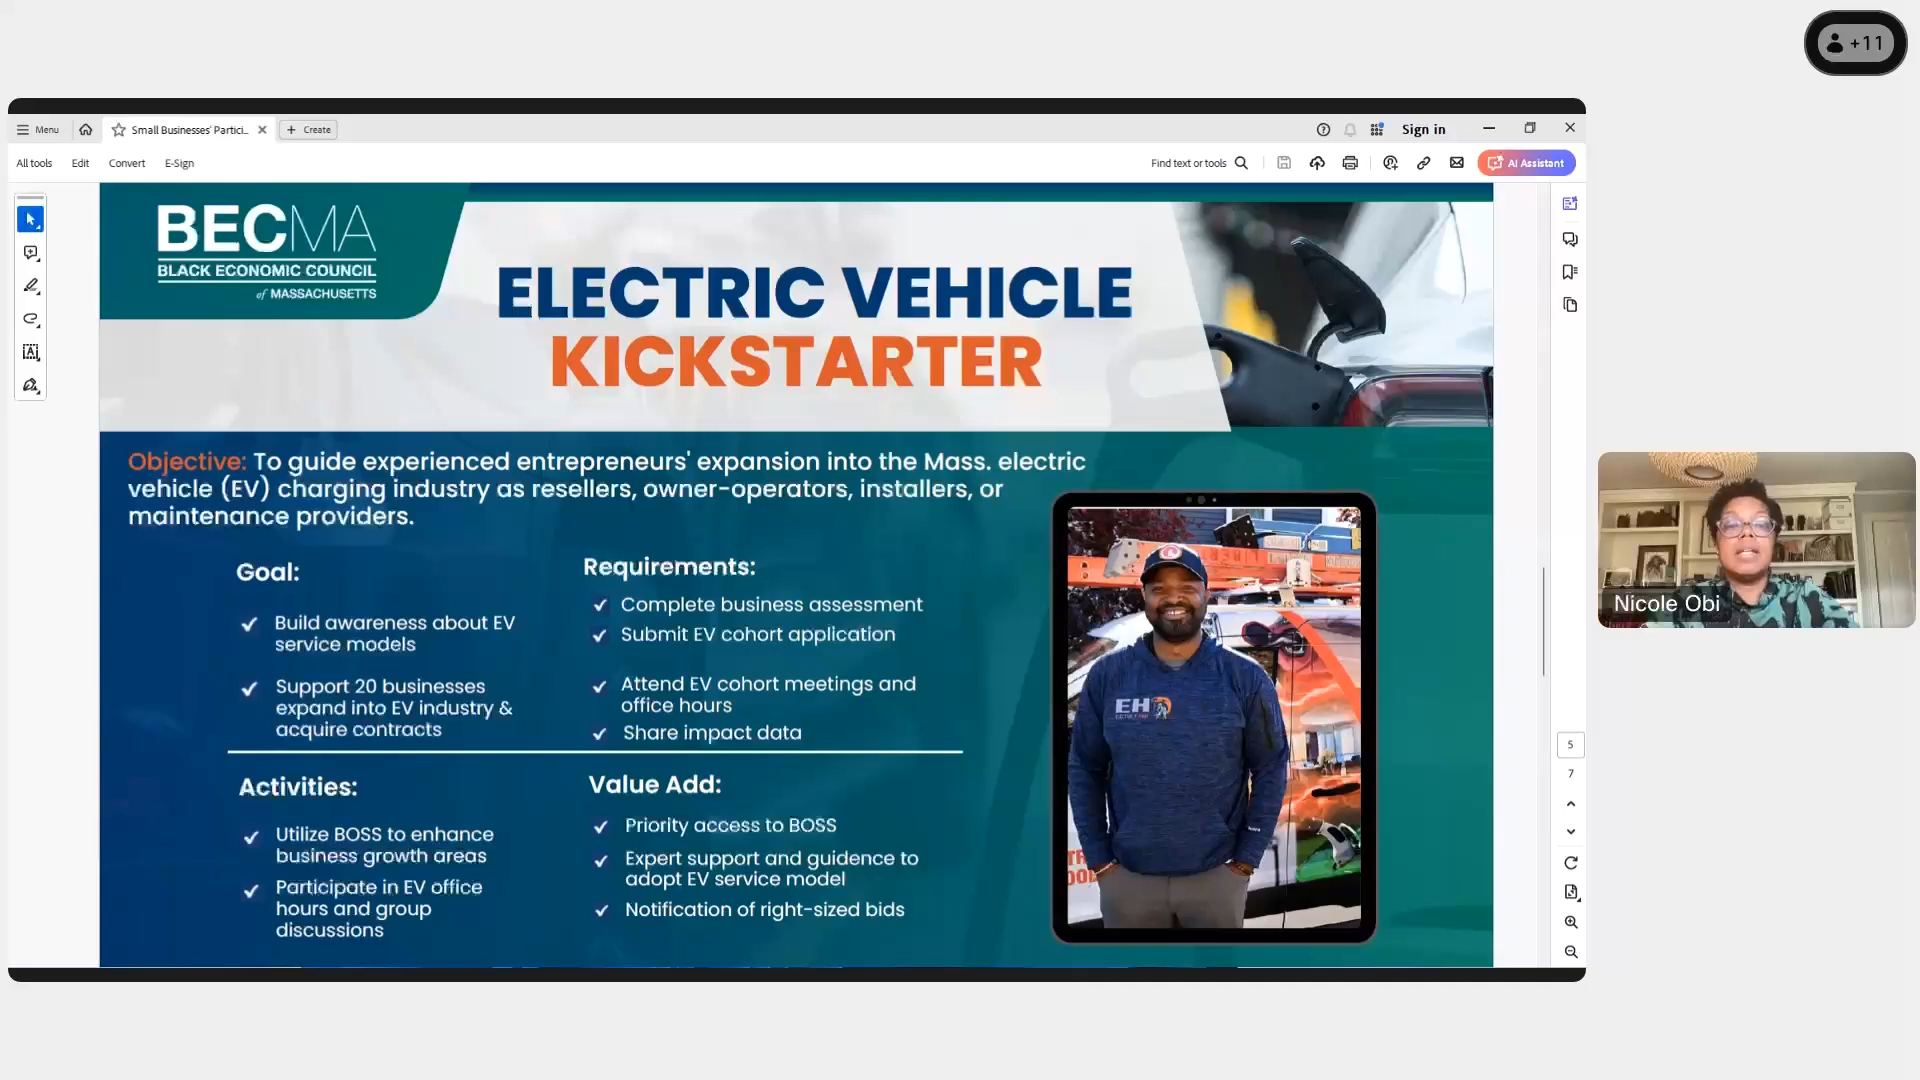 +11
Menu
Small Businesses' Partici...
Create
Sign in
All tools
Edit
Convert
E-Sign
Find text or tools
AI Assistant
BECMA
BLACK ECONOMIC COUNCIL
of MASSACHUSETTS
ELECTRIC VEHICLE
KICKSTARTER
Objective: To guide experienced entrepreneurs' expansion into the Mass. electric
vehicle (EV) charging industry as resellers, owner-operators, installers, or
maintenance providers.
Goal:
Build awareness about EV
service models
Support 20 businesses
expand into EV industry &
acquire contracts
Requirements:
Complete business assessment
Submit EV cohort application
Attend EV cohort meetings and
office hours
Share impact data
Activities:
Utilize BOSS to enhance
business growth areas
Participate in EV office
hours and group
discussions
Value Add:
Priority access to BOSS
Expert support and guidence to
adopt EV service model
Notification of right-sized bids
EH
Nicole Obi
5
7